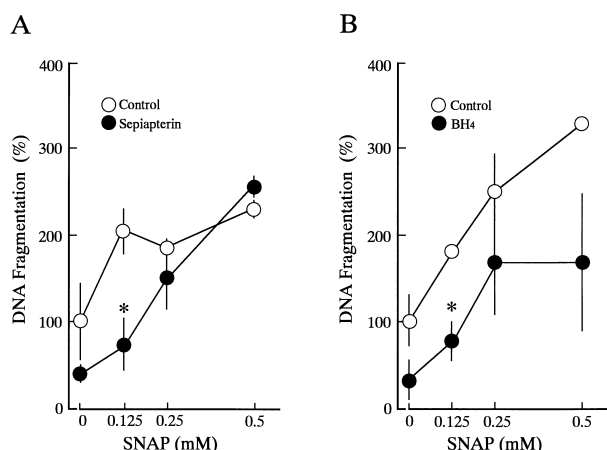 A
400
300
200
100
0
DNA Fragmentation (%)
Control
Sepiapterin
*
0 0.125 0.25 0.5
SNAP (mM)
B
400
300
200
100
0
DNA Fragmentation (%)
Control
BH4
*
0 0.125 0.25 0.5
SNAP (mM)